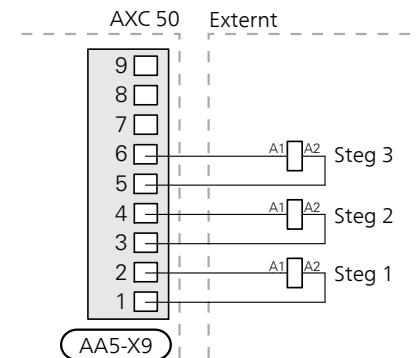 AXC 50 Externt
9
8
7
6 A1 A2 Steg 3
5
4 A1 A2 Steg 2
3
2 A1 A2 Steg 1
1
AA5-X9